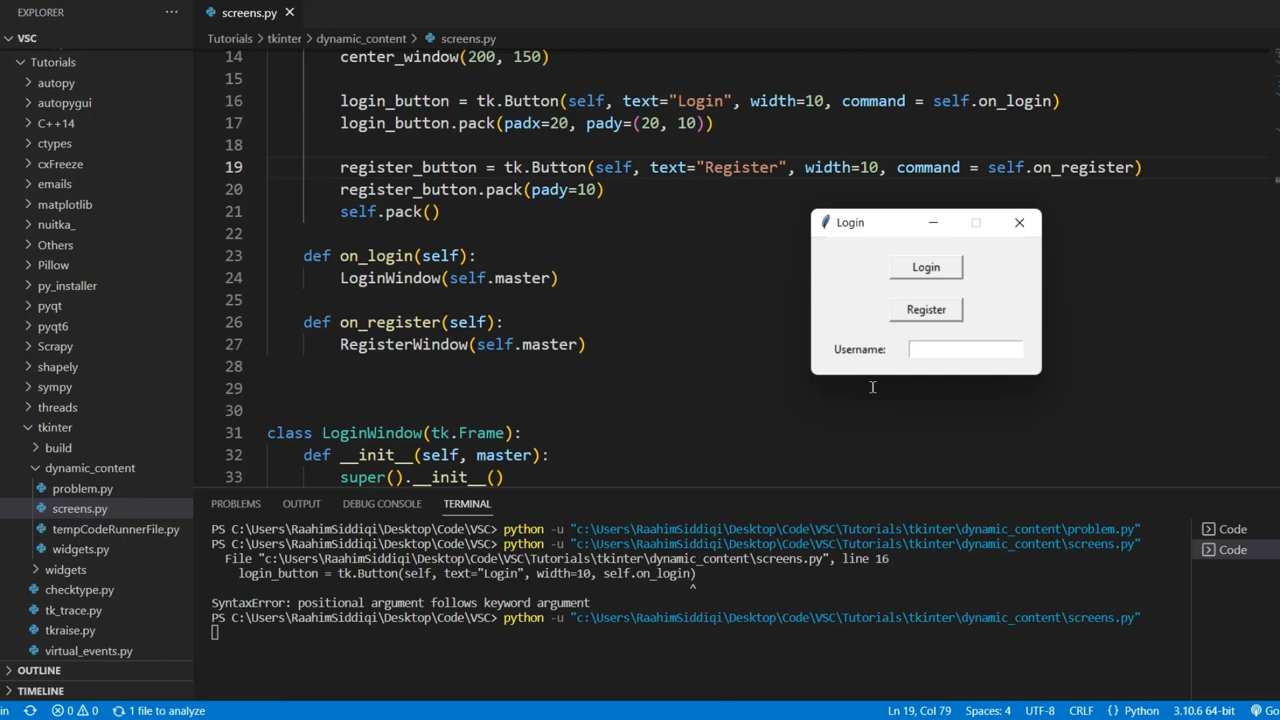 EXPLORER
VSC
Tutorials
autopy
autopygui
C++14
ctypes
cxFreeze
emails
matplotlib
nuitka_
Others
Pillow
py_installer
pyqt
pyqt6
Scrapy
shapely
sympy
threads
tkinter
build
dynamic_content
problem.py
screens.py
tempCodeRunnerFile.py
widgets.py
widgets
checktype.py
tk_trace.py
tkraise.py
virtual_events.py
OUTLINE
TIMELINE
screens.py
Tutorials > tkinter > dynamic_content > screens.py
14 center_window(200, 150)
15
16 login_button = tk.Button(self, text="Login", width=10, command = self.on_login)
17 login_button.pack(padx=20, pady=(20, 10))
18
19 register_button = tk.Button(self, text="Register", width=10, command = self.on_register)
20 register_button.pack(pady=10)
21 self.pack()
22
23 def on_login(self):
24 LoginWindow(self.master)
25
26 def on_register(self):
27 RegisterWindow(self.master)
28
29
30
31 class LoginWindow(tk.Frame):
32 def __init__(self, master):
33 super().__init__()
Login
Login
Register
Username:
PROBLEMS OUTPUT DEBUG CONSOLE TERMINAL
PS C:\Users\RaahimSiddiqi\Desktop\Code\VSC> python -u "c:\Users\RaahimSiddiqi\Desktop\Code\VSC\Tutorials\tkinter\dynamic_content\problem.py"
PS C:\Users\RaahimSiddiqi\Desktop\Code\VSC> python -u "c:\Users\RaahimSiddiqi\Desktop\Code\VSC\Tutorials\tkinter\dynamic_content\screens.py"
File "c:\Users\RaahimSiddiqi\Desktop\Code\VSC\Tutorials\tkinter\dynamic_content\screens.py", line 16
login_button = tk.Button(self, text="Login", width=10, self.on_login)
^
SyntaxError: positional argument follows keyword argument
PS C:\Users\RaahimSiddiqi\Desktop\Code\VSC> python -u "c:\Users\RaahimSiddiqi\Desktop\Code\VSC\Tutorials\tkinter\dynamic_content\screens.py"
Code
Code
in 0 0 1 file to analyze Ln 19, Col 79 Spaces: 4 UTF-8 CRLF {} Python 3.10.6 64-bit Go